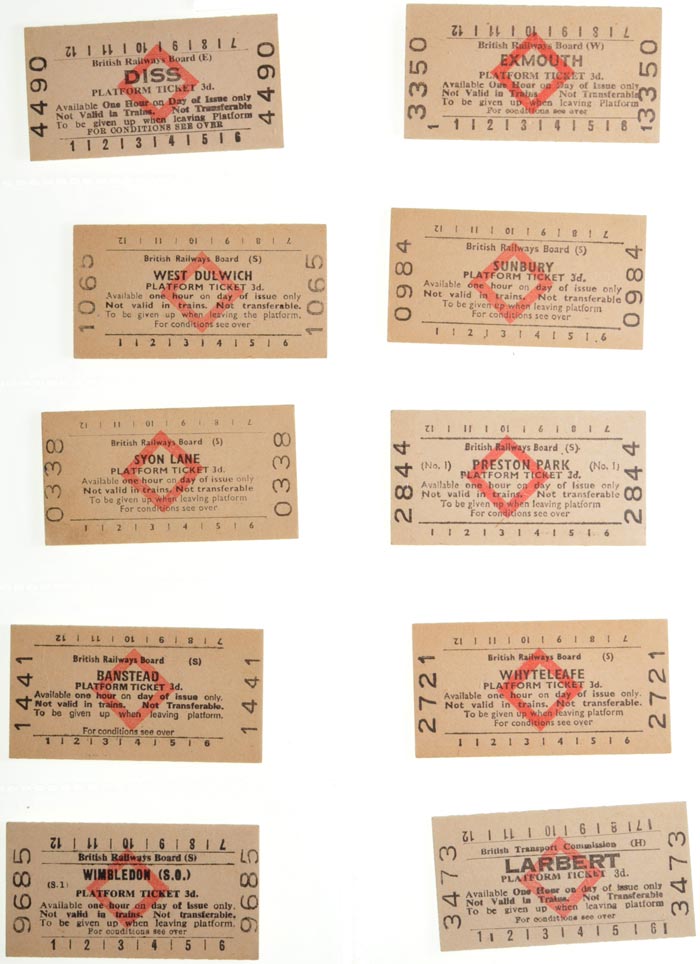 12 | 11 | 10 | 9 | 8 | 7
4490
British Railways Board (E)
DISS
PLATFORM TICKET 3d.
Available One Hour on Day of Issue only
Not Valid in Trains. Not Transferable
To be given up when leaving Platform
FOR CONDITIONS SEE OVER
1 | 2 | 3 | 4 | 5 | 6
4490
12 | 11 | 10 | 9 | 8 | 7
3350
British Railways Board (W)
EXMOUTH
PLATFORM TICKET 3d.
Available One Hour on Day of Issue only
Not Valid in Trains Not Transferable
To be given up when leaving Platform
For conditions see over
1 | 2 | 3 | 4 | 5 | 6
3350
12 | 11 | 10 | 9 | 8 | 7
1065
British Railways Board (S)
WEST DULWICH
PLATFORM TICKET 3d.
Available one hour on day of issue only
Not valid in trains. Not transferable.
To be given up when leaving the platform.
For conditions see over
1 | 2 | 3 | 4 | 5 | 6
1065
12 | 11 | 10 | 9 | 8 | 7
0984
British Railways Board (S)
SUNBURY
PLATFORM TICKET 3d.
Available one hour on day of issue only
Not valid in trains. Not transferable
To be given up when leaving platform
For conditions see over
1 | 2 | 3 | 4 | 5 | 6
0984
12 | 11 | 10 | 9 | 8 | 7
0338
British Railways Board (S)
SYON LANE
PLATFORM TICKET 3d.
Available one hour on day of issue only
Not valid in trains. Not transferable
To be given up when leaving platform
For conditions see over
1 | 2 | 3 | 4 | 5 | 6
0338
12 | 11 | 10 | 9 | 8 | 7
2844
British Railways Board (S).
(No. 1) PRESTON PARK (No. 1)
PLATFORM TICKET 3d.
Available one hour on day of issue only
Not valid in trains. Not transferable
To be given up when leaving platform
For conditions see over
1 | 2 | 3 | 4 | 5 | 6
2844
12 | 11 | 10 | 9 | 8 | 7
1441
British Railways Board (S)
BANSTEAD
PLATFORM TICKET 3d.
Available one hour on day of issue only.
Not valid in trains. Not Transferable.
To be given up when leaving platform.
For conditions see over
1 | 2 | 3 | 4 | 5 | 6
1441
12 | 11 | 10 | 9 | 8 | 7
2721
British Railways Board (S)
WHYTELEAFE
PLATFORM TICKET 3d.
Available one hour on day of issue only.
Not valid in trains. Not transferable.
To be given up when leaving platform.
For conditions see over
1 | 2 | 3 | 4 | 5 | 6
2721
12 | 11 | 10 | 9 | 8 | 7
9685
British Railways Board (S)
WIMBLEDON (S.O.)
(S.1)
PLATFORM TICKET 3d.
Available one hour on day of issue only
Not valid in trains. Not transferable.
To be given up when leaving platform.
For conditions see over
1 | 2 | 3 | 4 | 5 | 6
9685
12 | 11 | 10 | 9 | 8 | 7 |
3473
British Transport Commission (H)
LARBERT
PLATFORM TICKET 3d.
Available One Hour on day of issue only
Not Valid in Trains. Not Transferable
To be given up when leaving platform
For conditions see over
1 | 2 | 3 | 4 | 5 | 6
3473